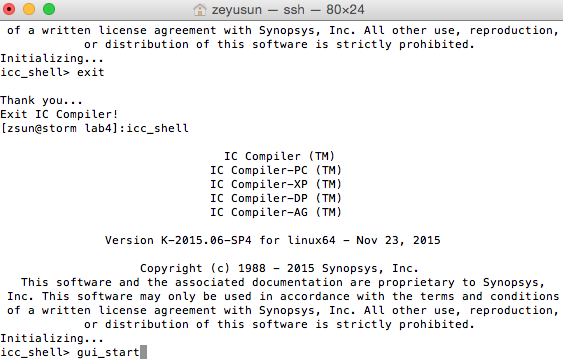 zeyusun — ssh — 80×24
of a written license agreement with Synopsys, Inc. All other use, reproduction,
or distribution of this software is strictly prohibited.
Initializing...
icc_shell> exit
Thank you...
Exit IC Compiler!
[zsun@storm lab4]:icc_shell
IC Compiler (TM)
IC Compiler-PC (TM)
IC Compiler-XP (TM)
IC Compiler-DP (TM)
IC Compiler-AG (TM)
Version K-2015.06-SP4 for linux64 - Nov 23, 2015
Copyright (c) 1988 - 2015 Synopsys, Inc.
This software and the associated documentation are proprietary to Synopsys,
Inc. This software may only be used in accordance with the terms and conditions
of a written license agreement with Synopsys, Inc. All other use, reproduction,
or distribution of this software is strictly prohibited.
Initializing...
icc_shell> gui_start